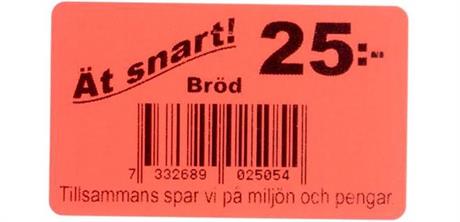 Ät snart!
25:-
Bröd
7 332689 025054
Tillsammans spar vi på miljön och pengar.